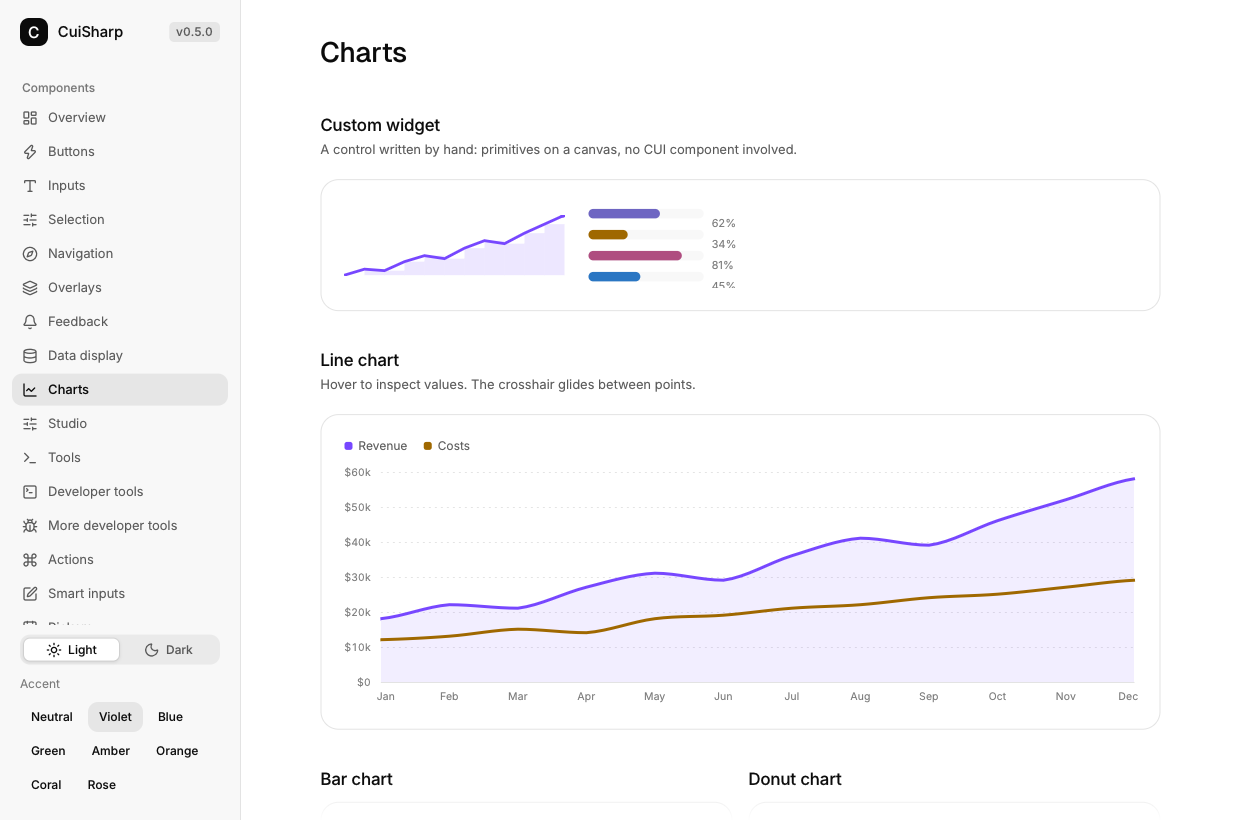 C CuiSharp v0.5.0
Components
Overview
Buttons
Inputs
Selection
Navigation
Overlays
Feedback
Data display
Charts
Studio
Tools
Developer tools
More developer tools
Actions
Smart inputs
Light Dark
Accent
Neutral Violet Blue
Green Amber Orange
Coral Rose
Charts
Custom widget
A control written by hand: primitives on a canvas, no CUI component involved.
62%
34%
81%
45%
Line chart
Hover to inspect values. The crosshair glides between points.
Revenue Costs
$60k
$50k
$40k
$30k
$20k
$10k
$0
Jan Feb Mar Apr May Jun Jul Aug Sep Oct Nov Dec
Bar chart Donut chart